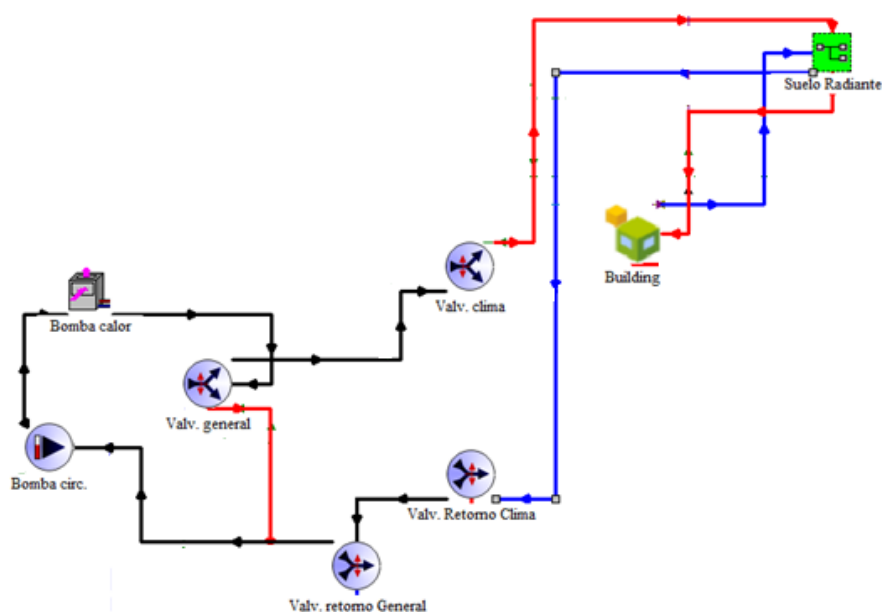 Suelo Radiante
Building
Valv. clima
Bomba calor
Valv. general
Bomba circ.
Valv. Retorno Clima
Valv. retorno General